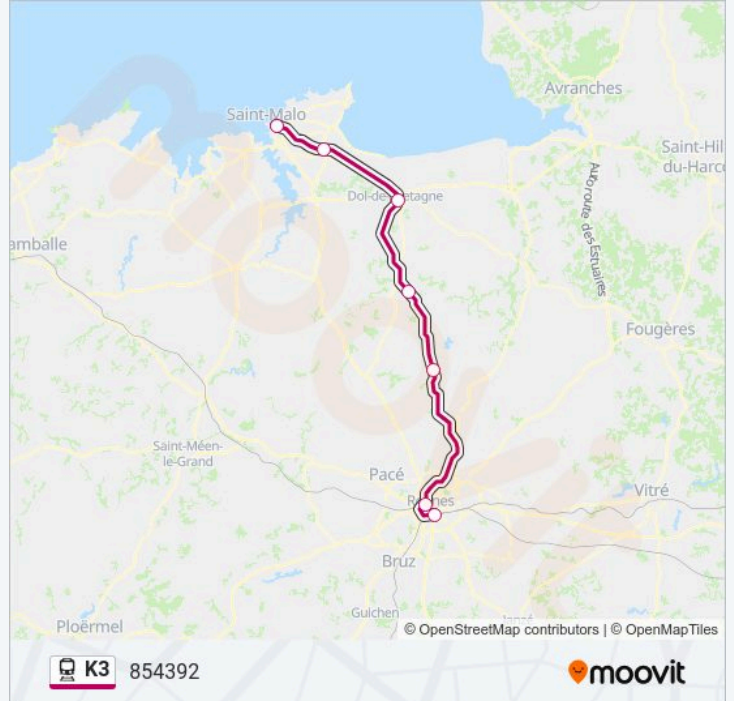 Avranches
Saint-Malo
Saint-Hil
du-Harco
Autoroute des Estuaires
Dol-de-Bretagne
amballe
Fougères
Saint-Méen-
le-Grand
Pacé
Rennes
Vitré
Bruz
Guichen
Ploërmel
© OpenStreetMap contributors | © OpenMapTiles
K3 854392
moovit